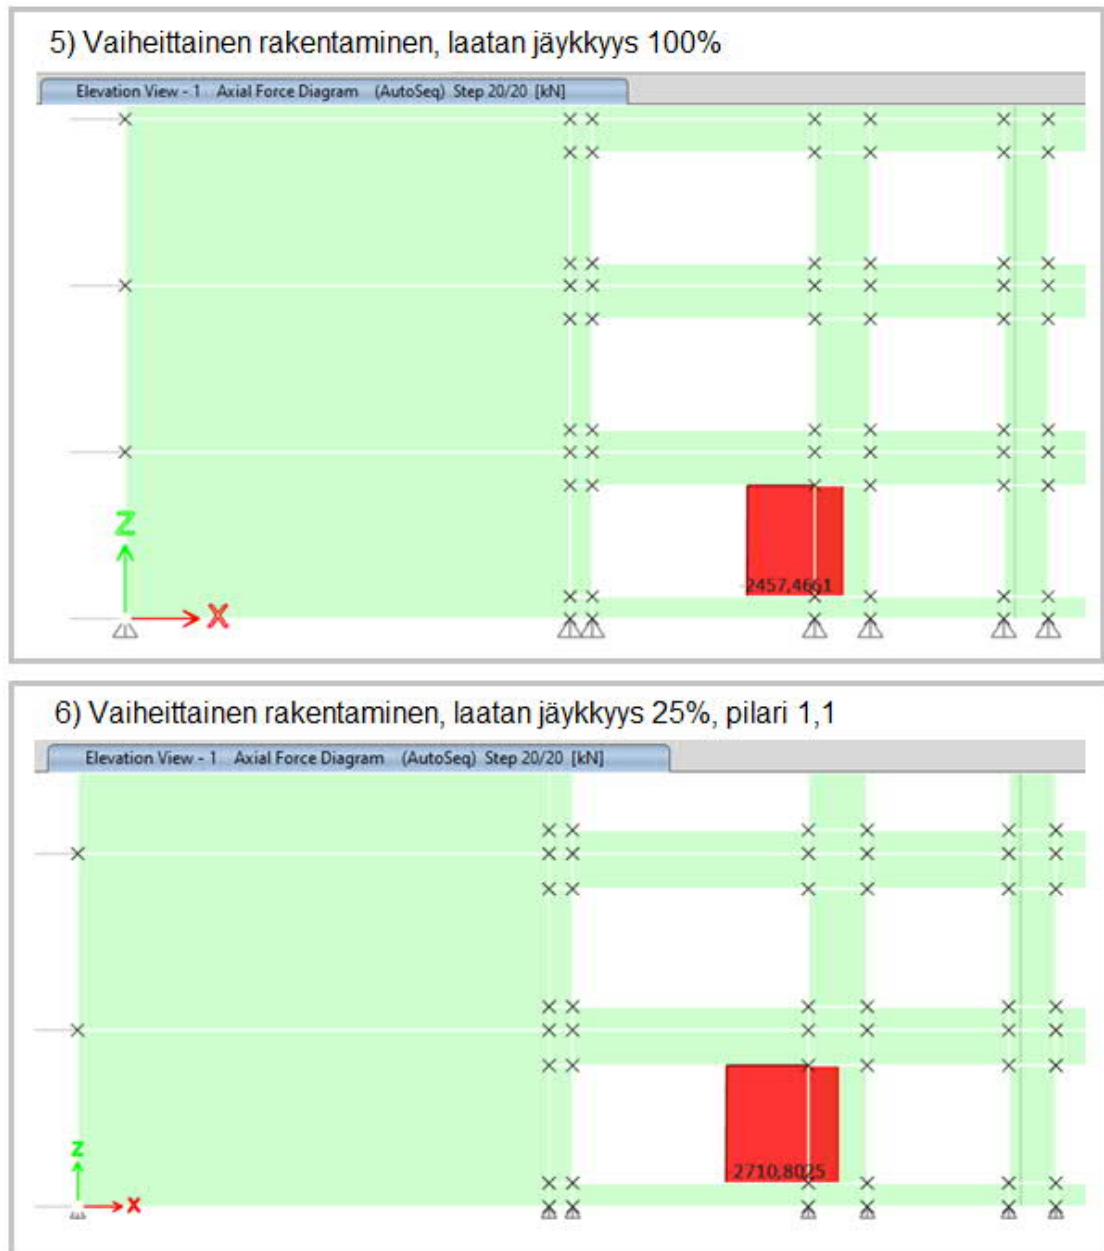 5) Vaiheittainen rakentaminen, laatan jäykkyys 100%
Elevation View - 1 Axial Force Diagram (AutoSeq) Step 20/20 [kN]
Z
X
-2457,4661
6) Vaiheittainen rakentaminen, laatan jäykkyys 25%, pilari 1,1
Elevation View - 1 Axial Force Diagram (AutoSeq) Step 20/20 [kN]
-2710,8025
Z
X